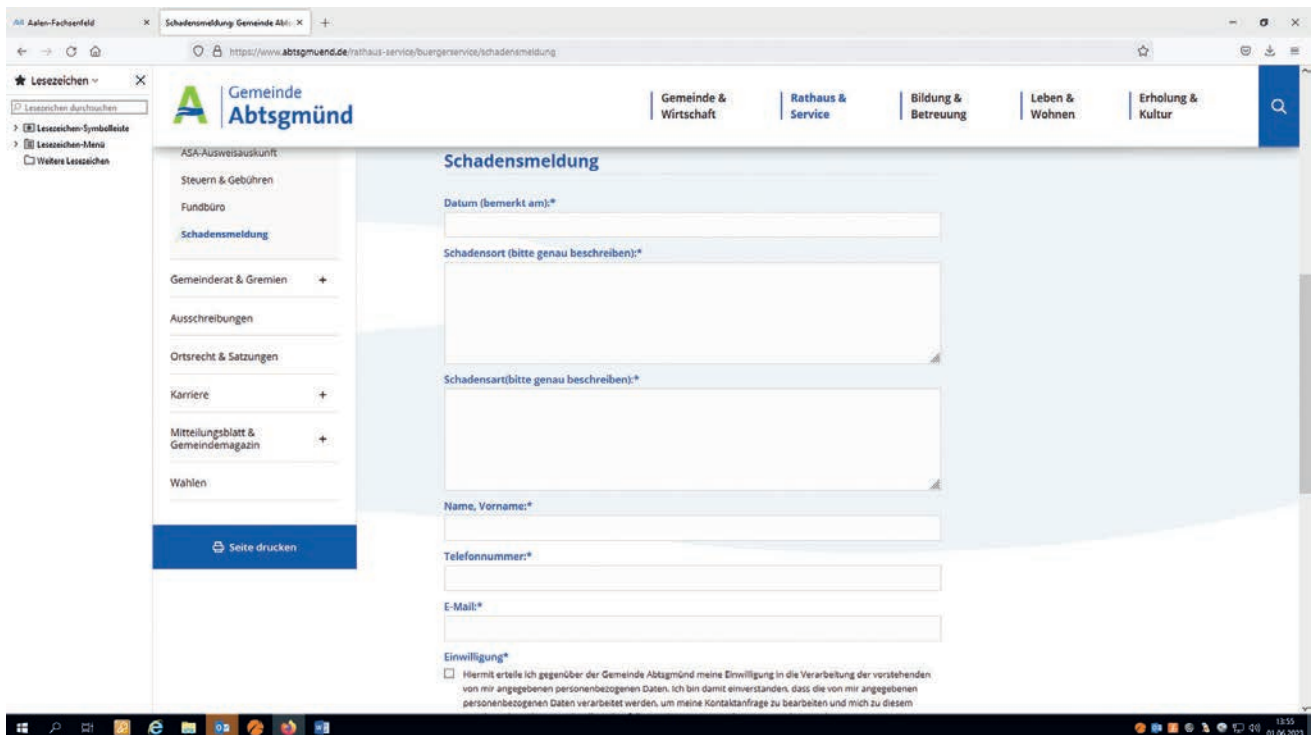 Aalen-Fachsenfeld
Schadensmeldung: Gemeinde
https://www.abtsgmuend.de/rathaus-service/buergerservice/schadensmeldung
Lesezeichen
Lesezeichen durchsuchen
Lesezeichen-Symbolleiste
Lesezeichen-Menü
Weitere Lesezeichen
Gemeinde
Abtsgmünd
Gemeinde &
Wirtschaft
Rathaus &
Service
Bildung &
Betreuung
Leben &
Wohnen
Erholung &
Kultur
ASA-Ausweisauskunft
Steuern & Gebühren
Fundbüro
Schadensmeldung
Gemeinderat & Gremien +
Ausschreibungen
Ortsrecht & Satzungen
Karriere +
Mitteilungsblatt &
Gemeindemagazin +
Wahlen
Seite drucken
Schadensmeldung
Datum (bemerkt am):*
Schadensort (bitte genau beschreiben):*
Schadensart(bitte genau beschreiben):*
Name, Vorname:*
Telefonnummer:*
E-Mail:*
Einwilligung*
Hiermit erteile ich gegenüber der Gemeinde Abtsgmünd meine Einwilligung in die Verarbeitung der vorstehenden
von mir angegebenen personenbezogenen Daten. Ich bin damit einverstanden, dass die von mir angegebenen
personenbezogenen Daten verarbeitet werden, um meine Kontaktanfrage zu bearbeiten und mich zu diesem
13:55
01.06.2023